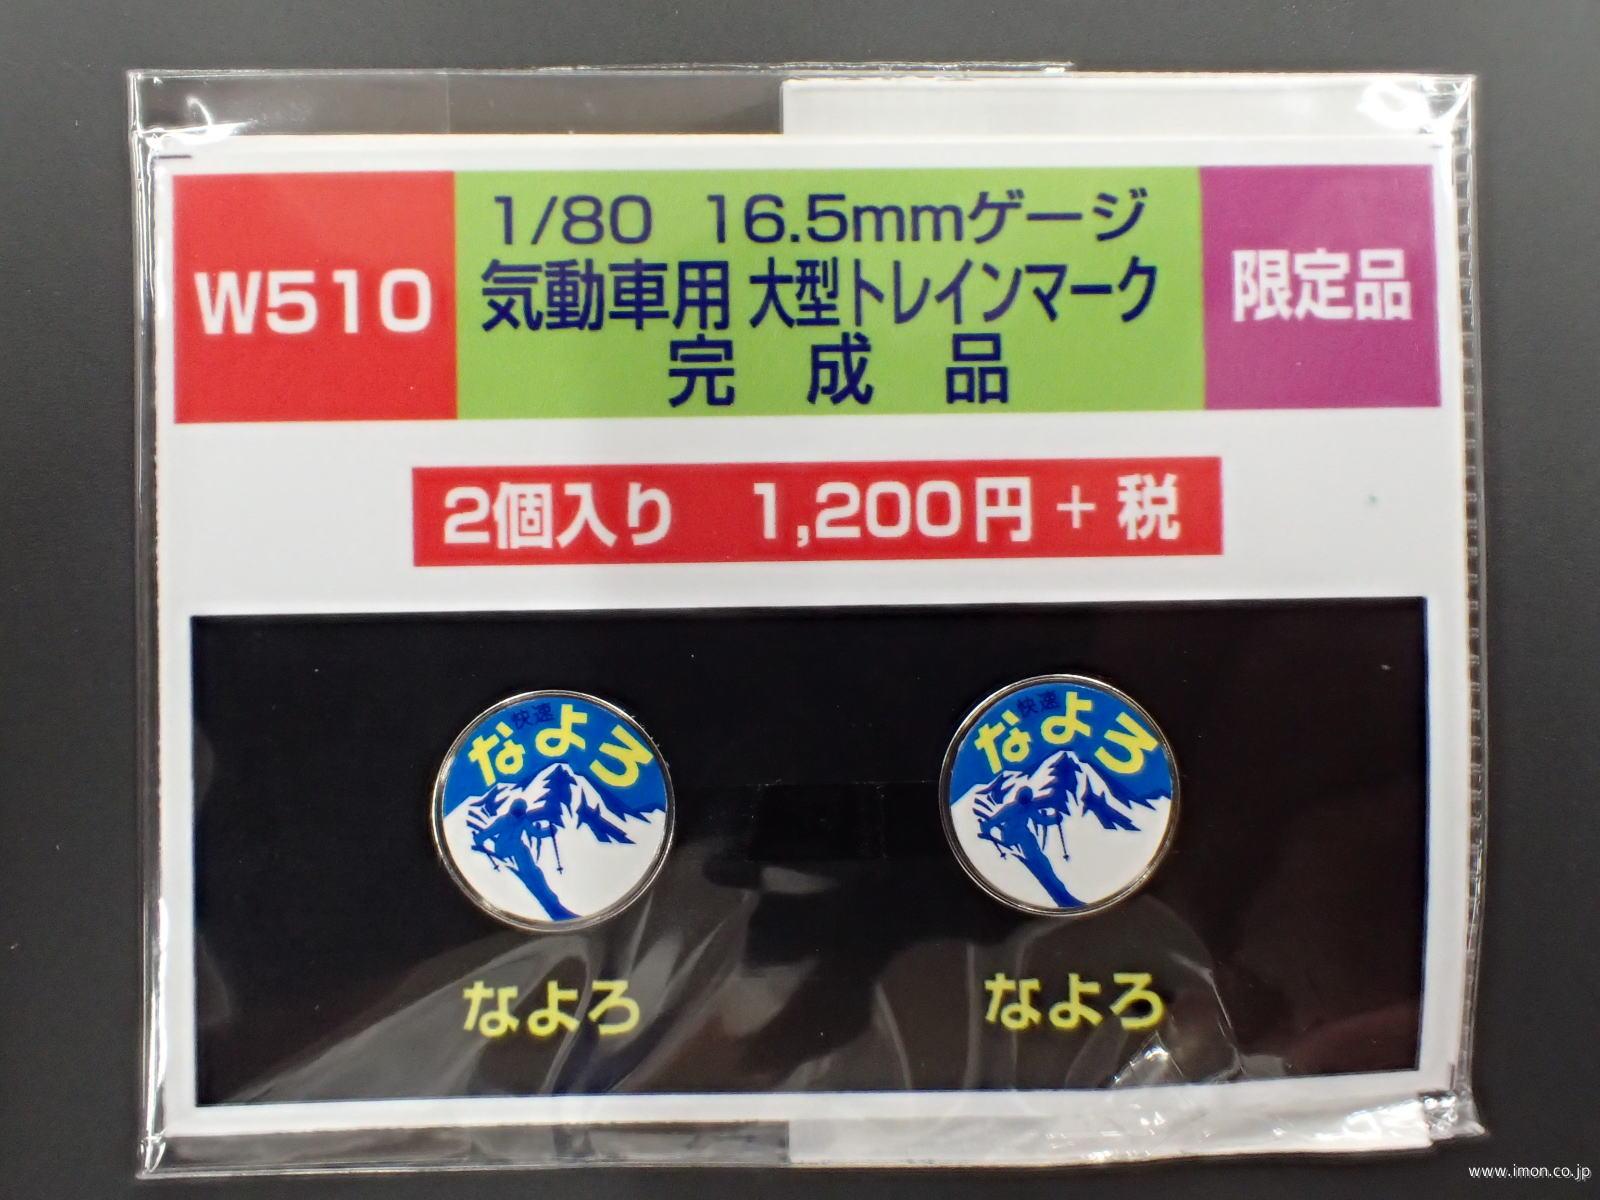 W510
1/80 16.5mmゲージ
気動車用 大型トレインマーク
完成品
限定品
2個入り 1,200円 + 税
快速
なよろ
快速
なよろ
なよろ
なよろ
www.imon.co.jp